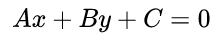 Ax + By + C = 0